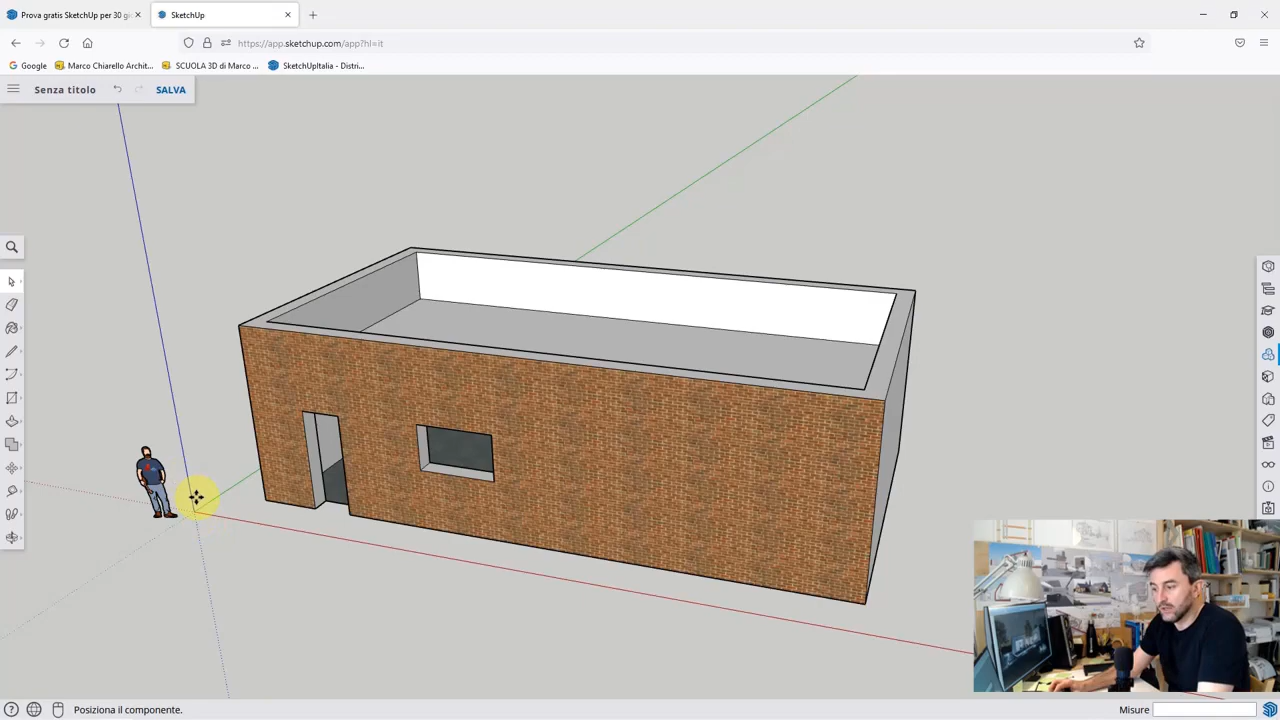 Prova gratis SketchUp per 30 gi
SketchUp
https://app.sketchup.com/app?hl=it
Google
Marco Chiarello Archit...
SCUOLA 3D di Marco ...
SketchUpItalia - Distri...
Senza titolo
SALVA
Posiziona il componente.
Misure